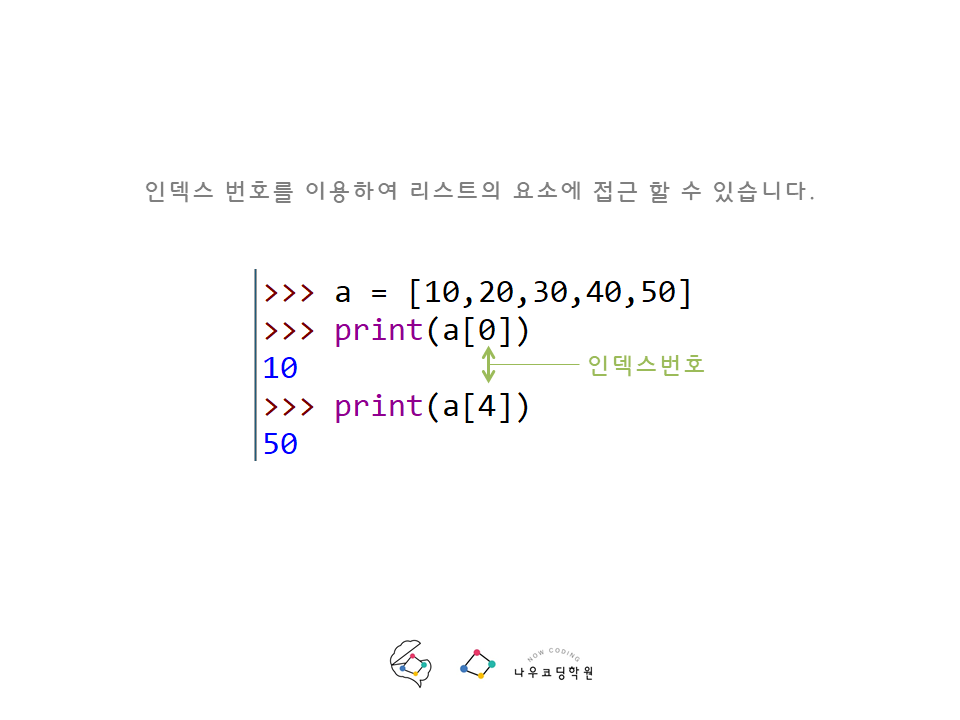 인덱스 번호를 이용하여 리스트의 요소에 접근 할 수 있습니다.
>>> a = [10,20,30,40,50]
>>> print(a[0])
10
인덱스번호
>>> print(a[4])
50
NOW CODING
나우코딩학원